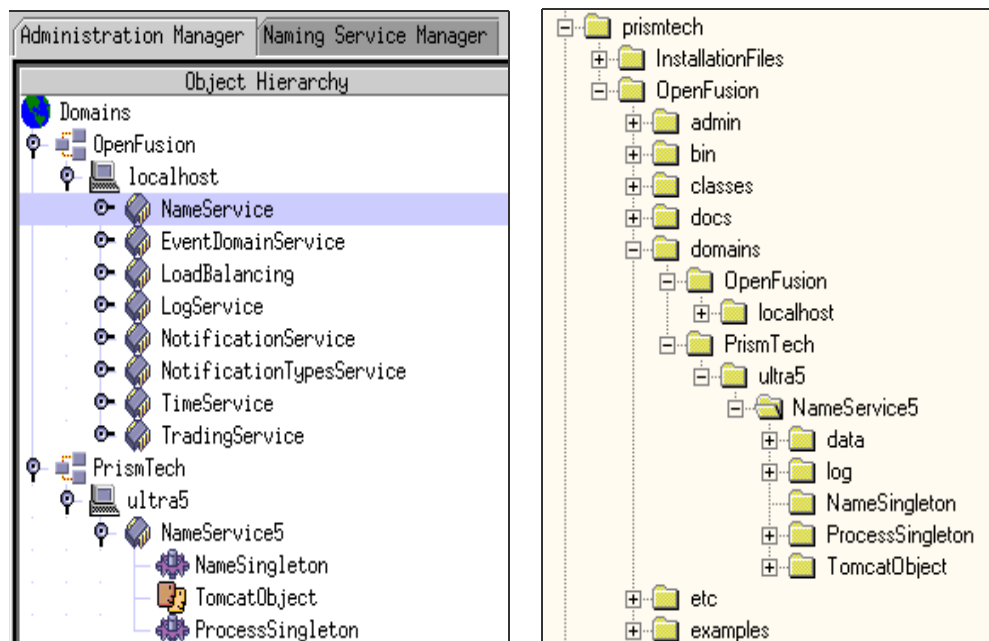 Administration Manager
Naming Service Manager
Object Hierarchy
Domains
OpenFusion
localhost
NameService
EventDomainService
LoadBalancing
LogService
NotificationService
NotificationTypesService
TimeService
TradingService
PrismTech
ultra5
NameService5
NameSingleton
TomcatObject
ProcessSingleton
prismtech
InstallationFiles
OpenFusion
admin
bin
classes
docs
domains
OpenFusion
localhost
PrismTech
ultra5
NameService5
data
log
NameSingleton
ProcessSingleton
TomcatObject
etc
examples